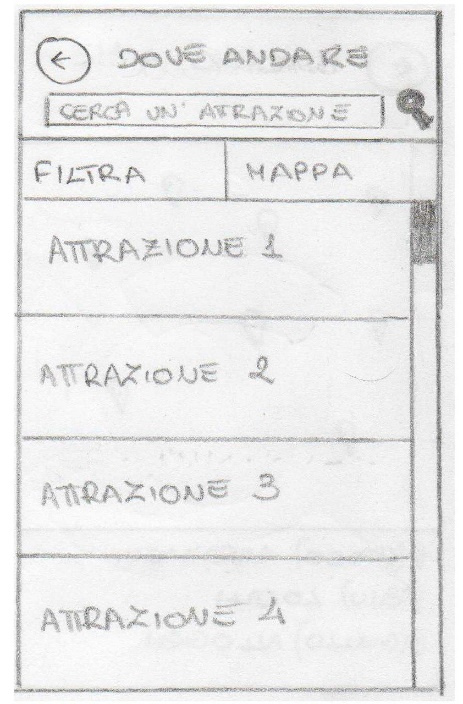 DOVE ANDARE
CERCA UN' ATTRAZIONE
FILTRA MAPPA
ATTRAZIONE 1
ATTRAZIONE 2
ATTRAZIONE 3
ATTRAZIONE 4